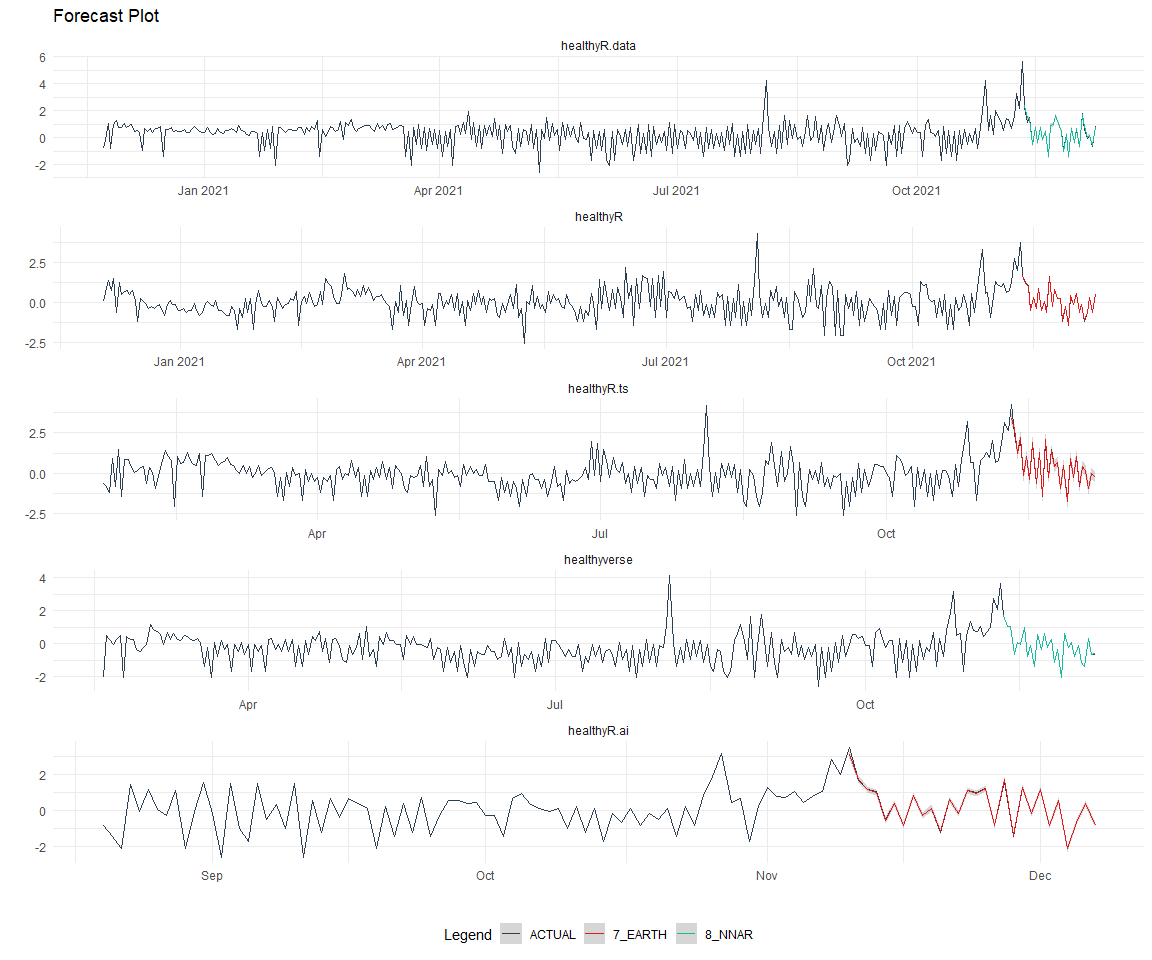 Forecast Plot
healthyR.data
6
4
2
0
-2
Jan 2021 Apr 2021 Jul 2021 Oct 2021
healthyR
2.5
0.0
-2.5
Jan 2021 Apr 2021 Jul 2021 Oct 2021
healthyR.ts
2.5
0.0
-2.5
Apr Jul Oct
healthyverse
4
2
0
-2
Apr Jul Oct
healthyR.ai
2
0
-2
Sep Oct Nov Dec
Legend ACTUAL 7_EARTH 8_NNAR